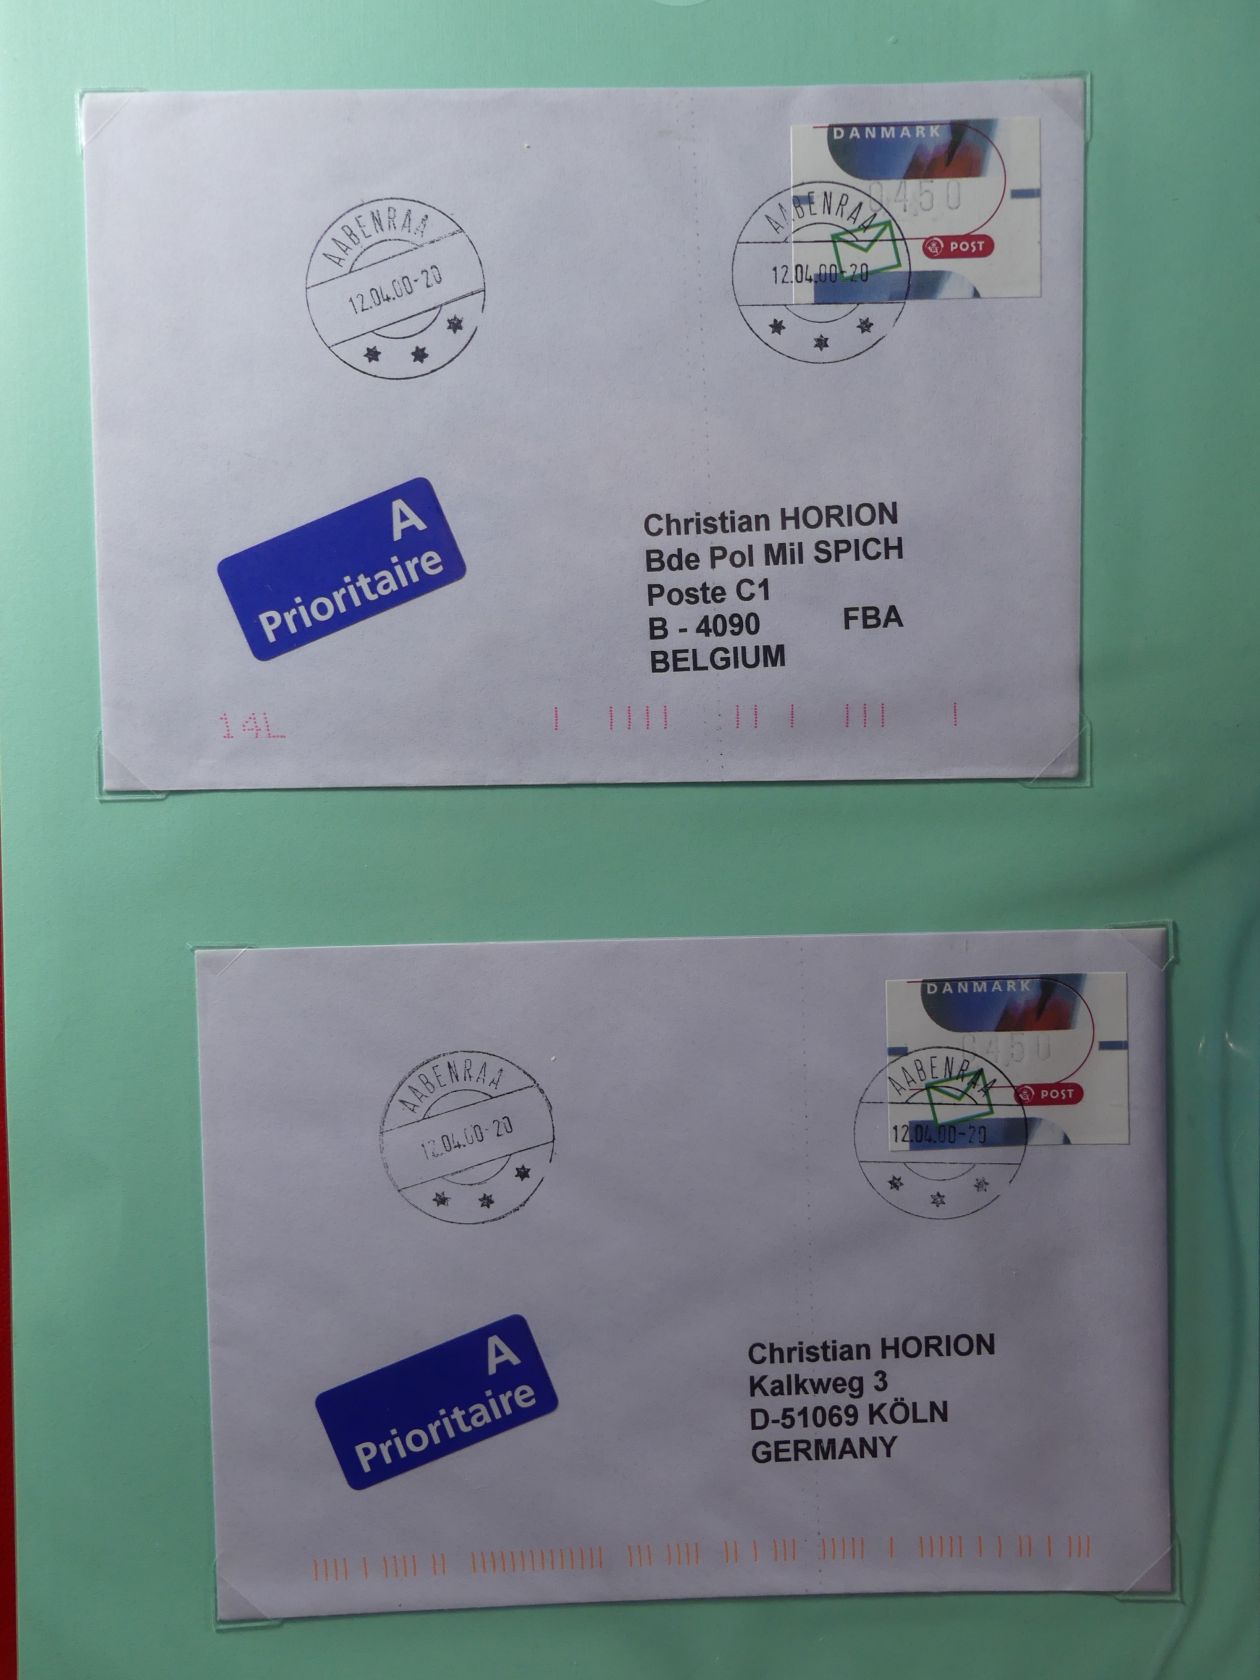 DANMARK
0450
POST
AABENRAA
12.04.00-20
AABENRAA
12.04.00-20
A
Prioritaire
Christian HORION
Bde Pol Mil SPICH
Poste C1
B - 4090 FBA
BELGIUM
14L
DANMARK
0450
POST
AABENRAA
12.04.00-20
AABENRAA
12.04.00-20
A
Prioritaire
Christian HORION
Kalkweg 3
D-51069 KÖLN
GERMANY